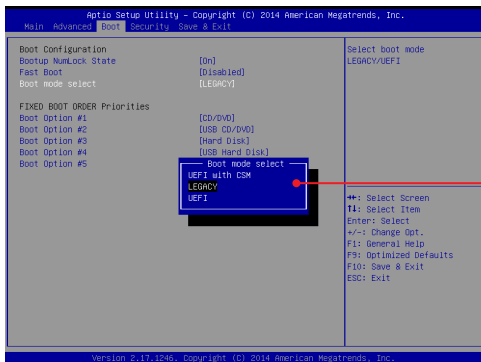 Aptio Setup Utility – Copyright (C) 2014 American Megatrends, Inc.
Main Advanced Boot Security Save & Exit
Boot Configuration
Bootup NumLock State [On]
Fast Boot [Disabled]
Boot mode select [LEGACY]
FIXED BOOT ORDER Priorities
Boot Option #1 [CD/DVD]
Boot Option #2 [USB CD/DVD]
Boot Option #3 [Hard Disk]
Boot Option #4 [USB Hard Disk]
Boot Option #5
Boot mode select
UEFI with CSM
LEGACY
UEFI
Select boot mode
LEGACY/UEFI
→←: Select Screen
↑↓: Select Item
Enter: Select
+/-: Change Opt.
F1: General Help
F9: Optimized Defaults
F10: Save & Exit
ESC: Exit
Version 2.17.1246. Copyright (C) 2014 American Megatrends, Inc.